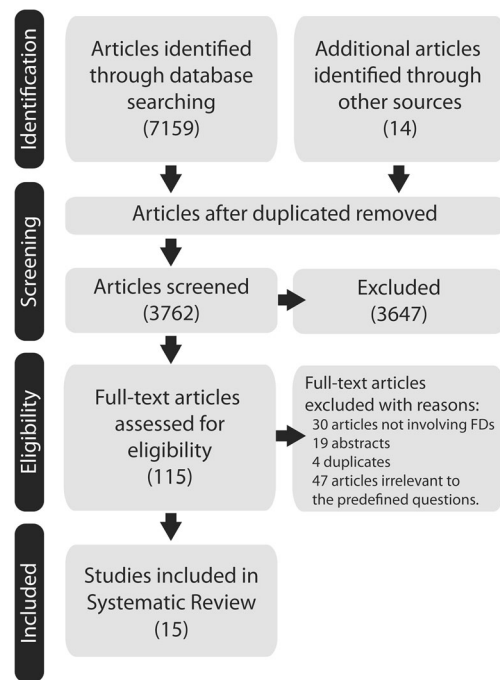 Identification
Articles identified
through database
searching
(7159)
Additional articles
identified through
other sources
(14)
Screening
Articles after duplicated removed
Articles screened
(3762)
Excluded
(3647)
Eligibility
Full-text articles
assessed for
eligibility
(115)
Full-text articles
excluded with reasons:
30 articles not involving FDs
19 abstracts
4 duplicates
47 articles irrelevant to
the predefined questions.
Included
Studies included in
Systematic Review
(15)